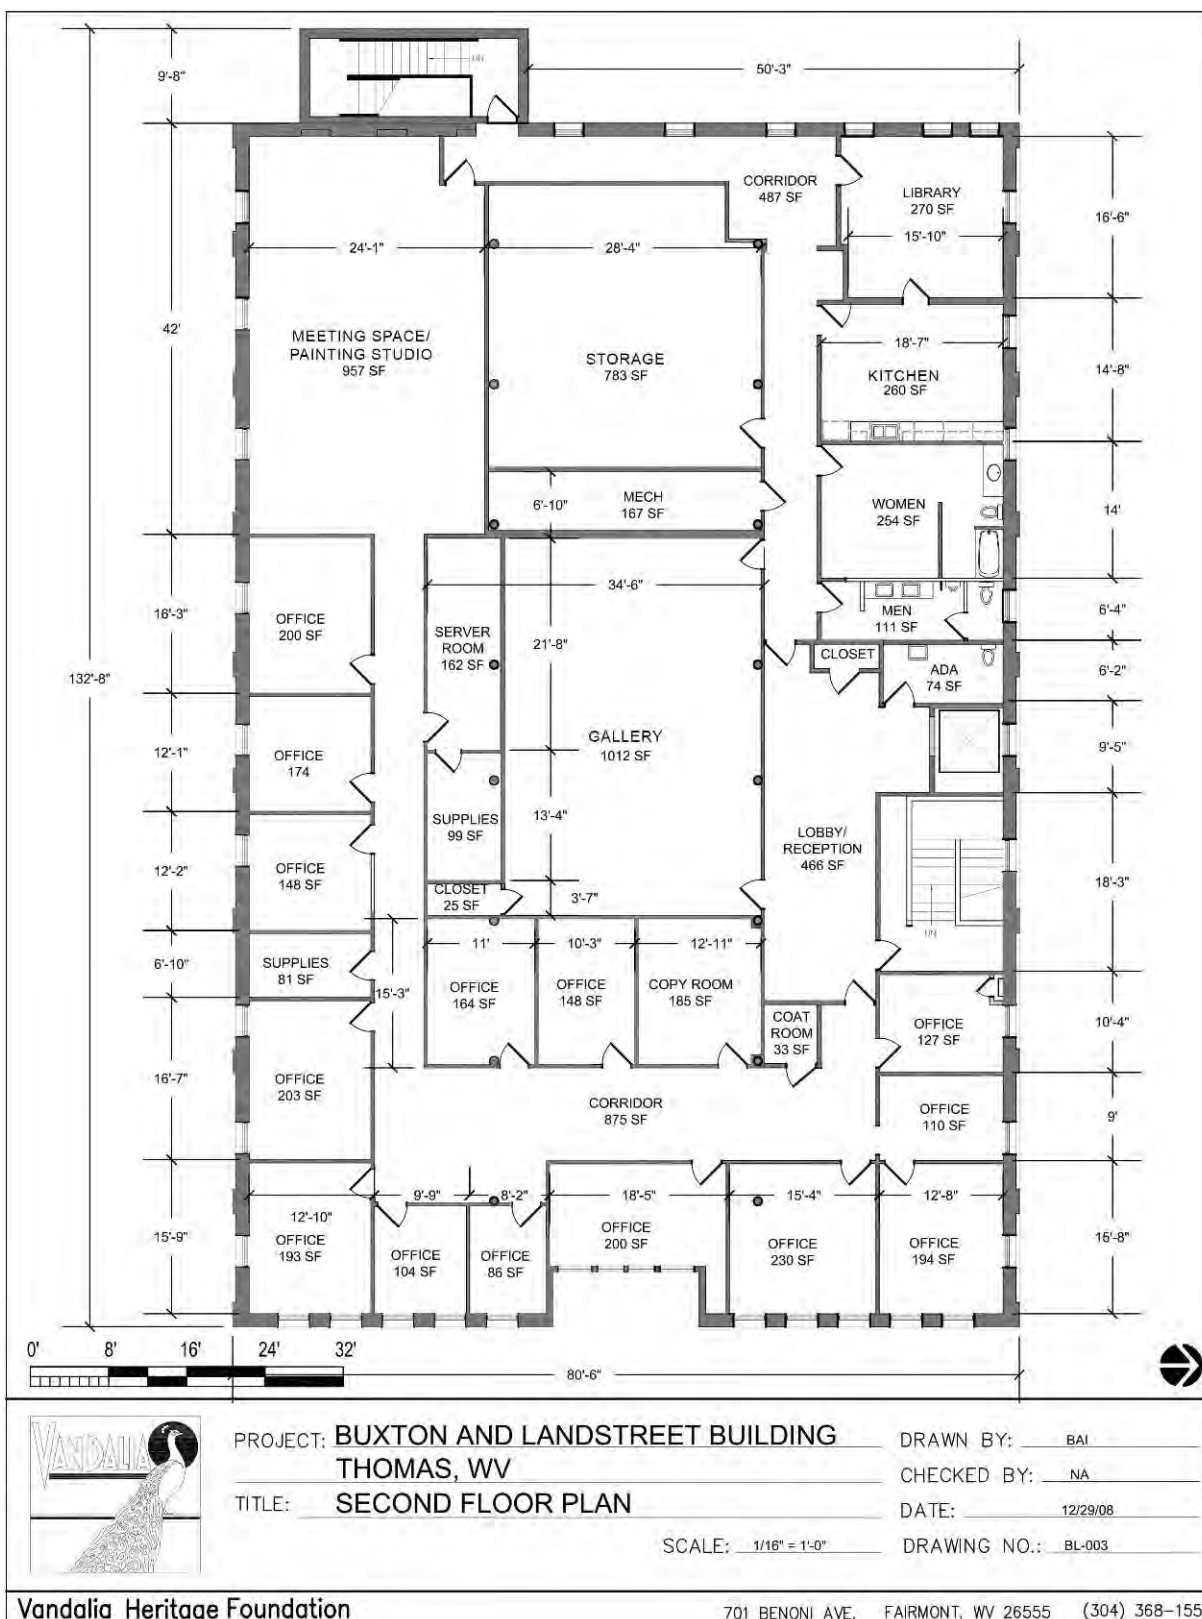 9'-8"
50'-3"
DN
CORRIDOR
487 SF
LIBRARY
270 SF
16'-6"
24'-1"
28'-4"
15'-10"
42'
MEETING SPACE/
PAINTING STUDIO
957 SF
STORAGE
783 SF
18'-7"
KITCHEN
260 SF
14'-8"
6'-10"
MECH
167 SF
WOMEN
254 SF
14'
34'-6"
16'-3"
OFFICE
200 SF
SERVER
ROOM
162 SF
21'-8"
MEN
111 SF
6'-4"
CLOSET
ADA
74 SF
6'-2"
132'-8"
GALLERY
1012 SF
12'-1"
OFFICE
174
9'-5"
SUPPLIES
99 SF
13'-4"
LOBBY/
RECEPTION
466 SF
12'-2"
OFFICE
148 SF
18'-3"
CLOSET
25 SF
3'-7"
DN
6'-10"
SUPPLIES
81 SF
11'
10'-3"
12'-11"
15'-3"
OFFICE
164 SF
OFFICE
148 SF
COPY ROOM
185 SF
COAT
ROOM
33 SF
OFFICE
127 SF
10'-4"
16'-7"
OFFICE
203 SF
CORRIDOR
875 SF
OFFICE
110 SF
9'
9'-9"
8'-2"
18'-5"
15'-4"
12'-8"
15'-9"
12'-10"
OFFICE
193 SF
OFFICE
104 SF
OFFICE
86 SF
OFFICE
200 SF
OFFICE
230 SF
OFFICE
194 SF
15'-8"
0' 8' 16' 24' 32'
80'-6"
VANDALIA
PROJECT: BUXTON AND LANDSTREET BUILDING
THOMAS, WV
TITLE: SECOND FLOOR PLAN
SCALE: 1/16" = 1'-0"
DRAWN BY: BAI
CHECKED BY: NA
DATE: 12/29/08
DRAWING NO.: BL-003
Vandalia Heritage Foundation
701 BENONI AVE. FAIRMONT, WV 26555 (304) 368-155